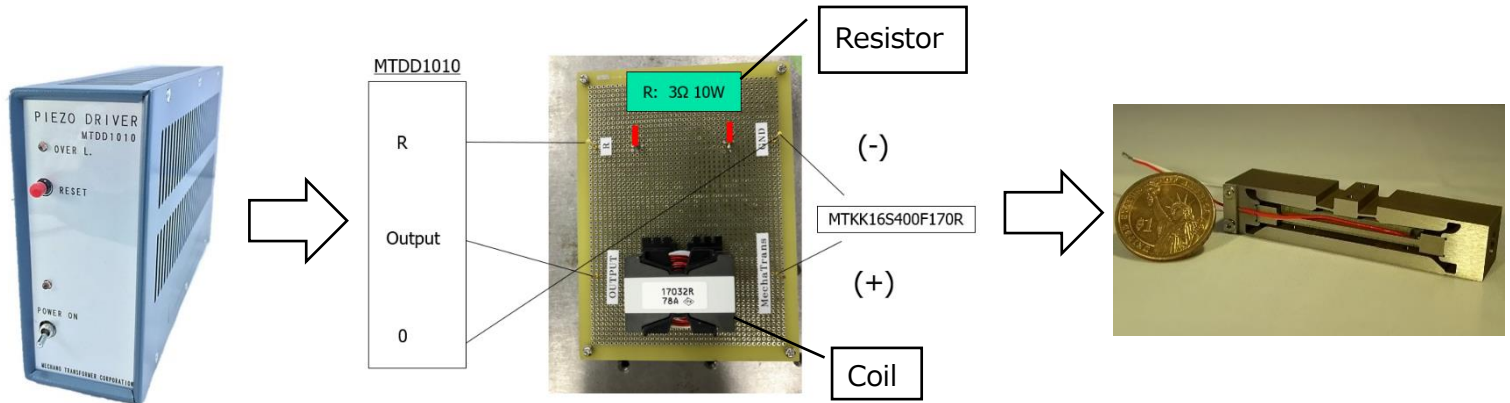 PIEZO DRIVER
MTDD1010
OVER L.
RESET
POWER ON
MECHANO TRANSFORMER CORPORATION
MTDD1010
R
Output
0
R: 3Ω 10W
R
GND
OUTPUT
MechaTrans
17032R
78A
Resistor
Coil
(-)
MTKK16S400F170R
(+)